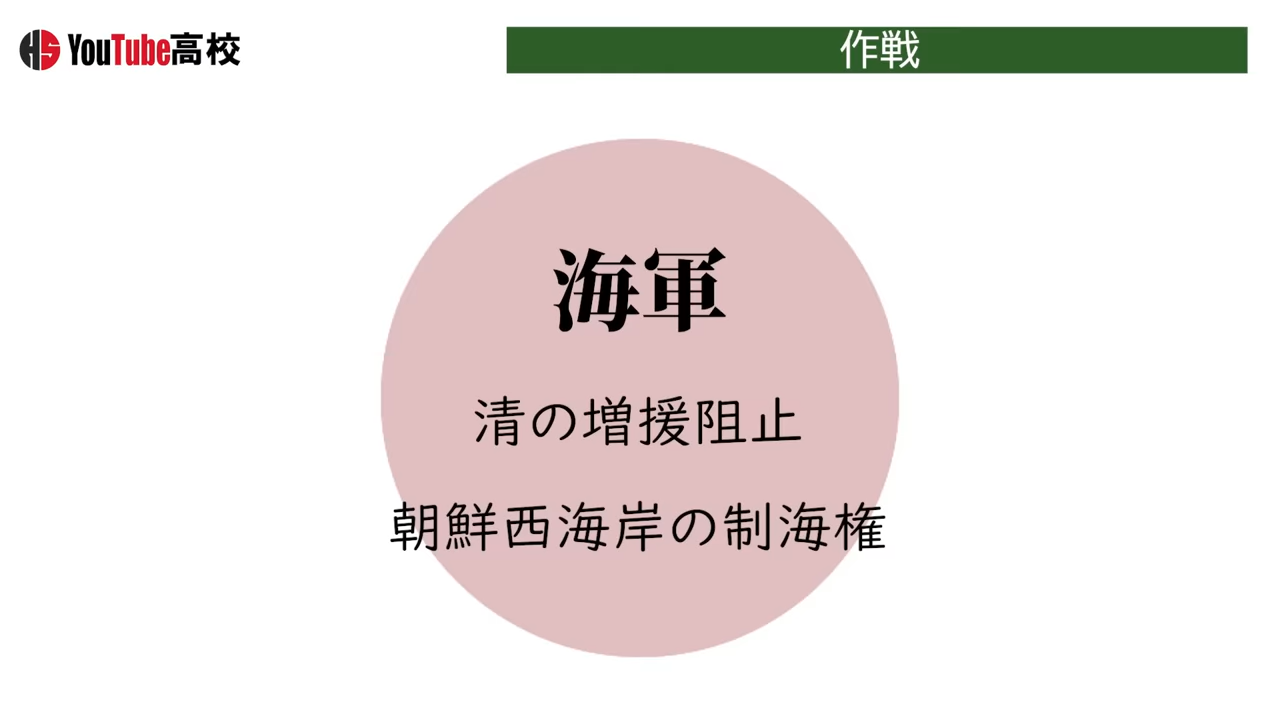 YouTube高校
作戦
海軍
清の増援阻止
朝鮮西海岸の制海権